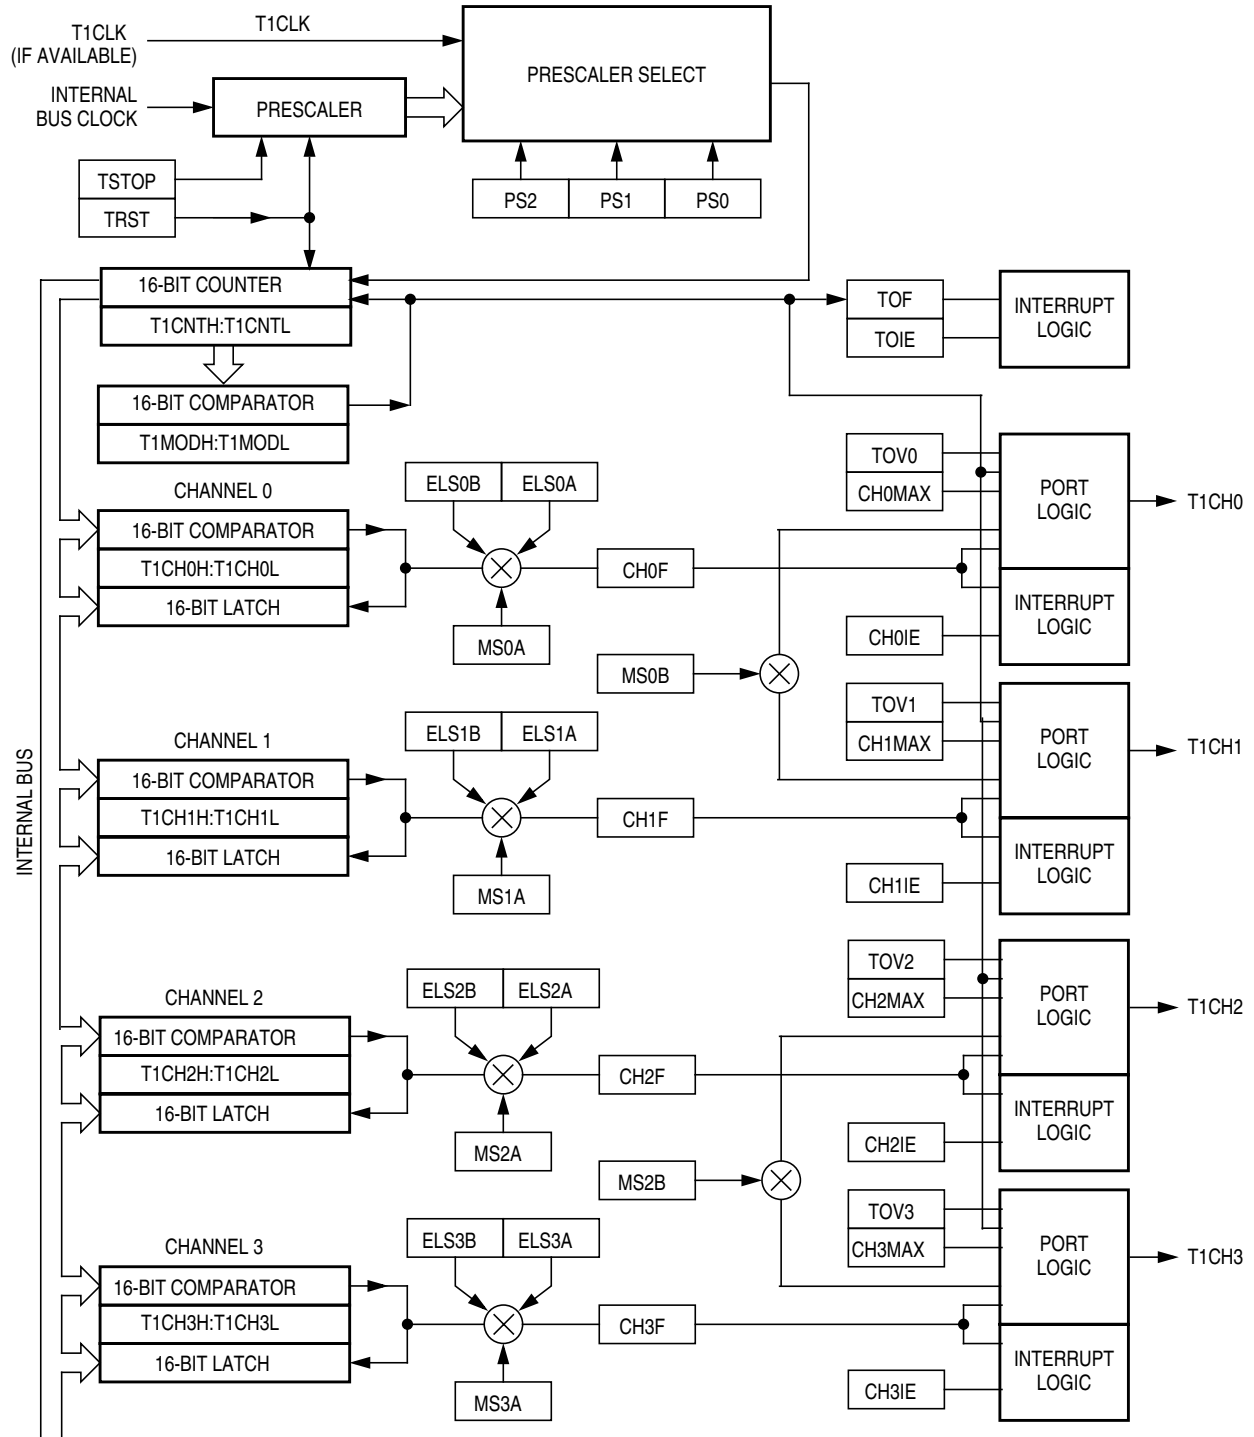 T1CLK
(IF AVAILABLE)
T1CLK
PRESCALER SELECT
INTERNAL
BUS CLOCK
PRESCALER
TSTOP
TRST
PS2
PS1
PS0
16-BIT COUNTER
T1CNTH:T1CNTL
TOF
TOIE
INTERRUPT
LOGIC
16-BIT COMPARATOR
T1MODH:T1MODL
CHANNEL 0
16-BIT COMPARATOR
T1CH0H:T1CH0L
16-BIT LATCH
ELS0B
ELS0A
MS0A
CH0F
TOV0
CH0MAX
PORT
LOGIC
T1CH0
INTERRUPT
LOGIC
CH0IE
MS0B
INTERNAL BUS
CHANNEL 1
16-BIT COMPARATOR
T1CH1H:T1CH1L
16-BIT LATCH
ELS1B
ELS1A
MS1A
CH1F
TOV1
CH1MAX
PORT
LOGIC
T1CH1
INTERRUPT
LOGIC
CH1IE
CHANNEL 2
16-BIT COMPARATOR
T1CH2H:T1CH2L
16-BIT LATCH
ELS2B
ELS2A
MS2A
CH2F
TOV2
CH2MAX
PORT
LOGIC
T1CH2
INTERRUPT
LOGIC
CH2IE
MS2B
CHANNEL 3
16-BIT COMPARATOR
T1CH3H:T1CH3L
16-BIT LATCH
ELS3B
ELS3A
MS3A
CH3F
TOV3
CH3MAX
PORT
LOGIC
T1CH3
INTERRUPT
LOGIC
CH3IE